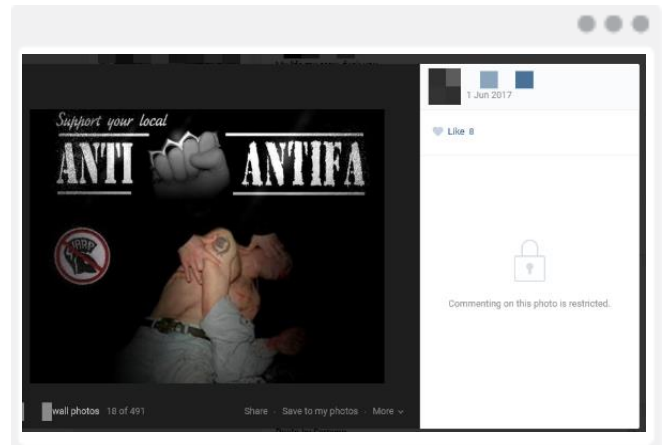 1 Jun 2017
Support your local
ANTI ANTIFA
Like 8
Commenting on this photo is restricted.
wall photos 18 of 491
Share · Save to my photos · More